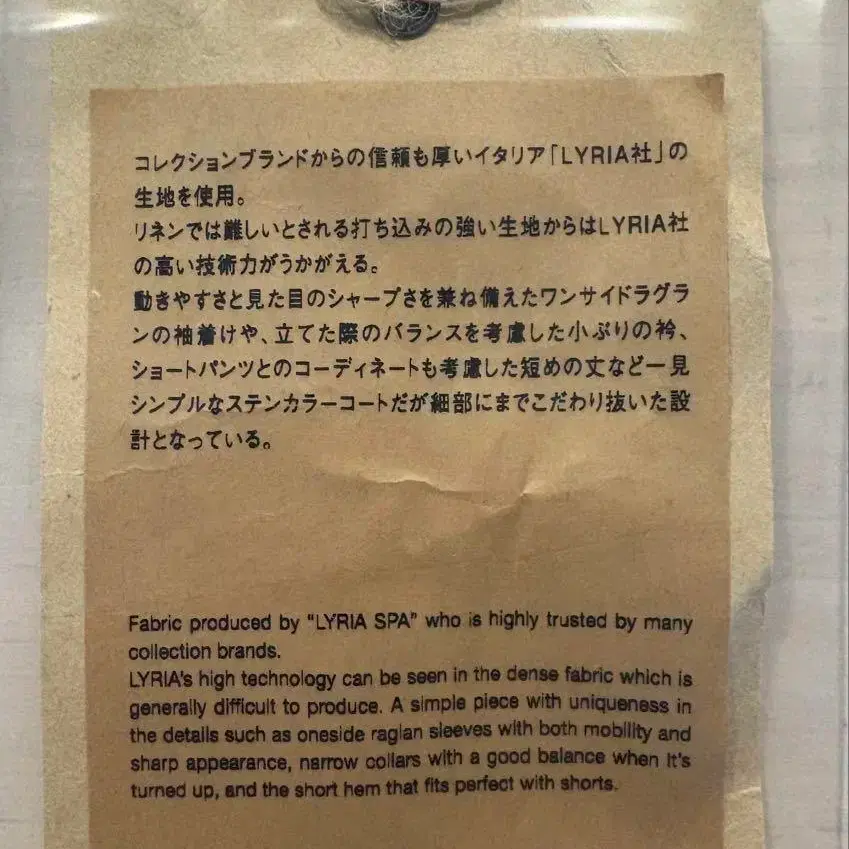 コレクションブランドからの信頼も厚いイタリア「LYRIA社」の
生地を使用。
リネンでは難しいとされる打ち込みの強い生地からはLYRIA社
の高い技術力がうかがえる。
動きやすさと見た目のシャープさを兼ね備えたワンサイドラグラ
ンの袖着けや、立てた際のバランスを考慮した小ぶりの衿、
ショートパンツとのコーディネートも考慮した短めの丈など一見
シンプルなステンカラーコートだが細部にまでこだわり抜いた設
計となっている。
Fabric produced by "LYRIA SPA" who is highly trusted by many
collection brands.
LYRIA's high technology can be seen in the dense fabric which is
generally difficult to produce. A simple piece with uniqueness in
the details such as oneside raglan sleeves with both mobility and
sharp appearance, narrow collars with a good balance when it's
turned up, and the short hem that fits perfect with shorts.